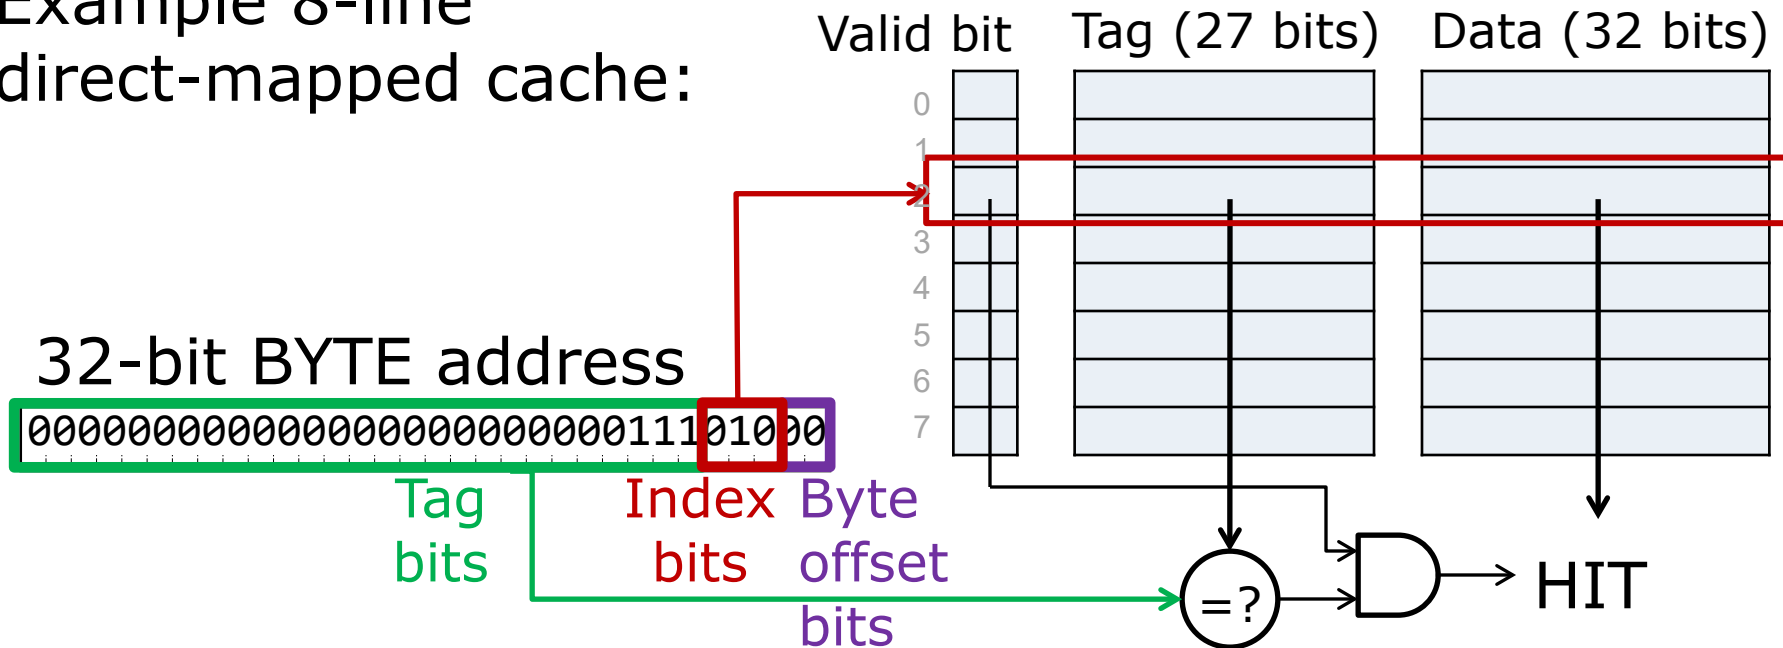 Example 8-line
direct-mapped cache:
Valid bit Tag (27 bits) Data (32 bits)
0
1
2
3
4
5
6
7
32-bit BYTE address
00000000000000000000000011101000
Tag bits
Index bits
Byte offset bits
=?
HIT